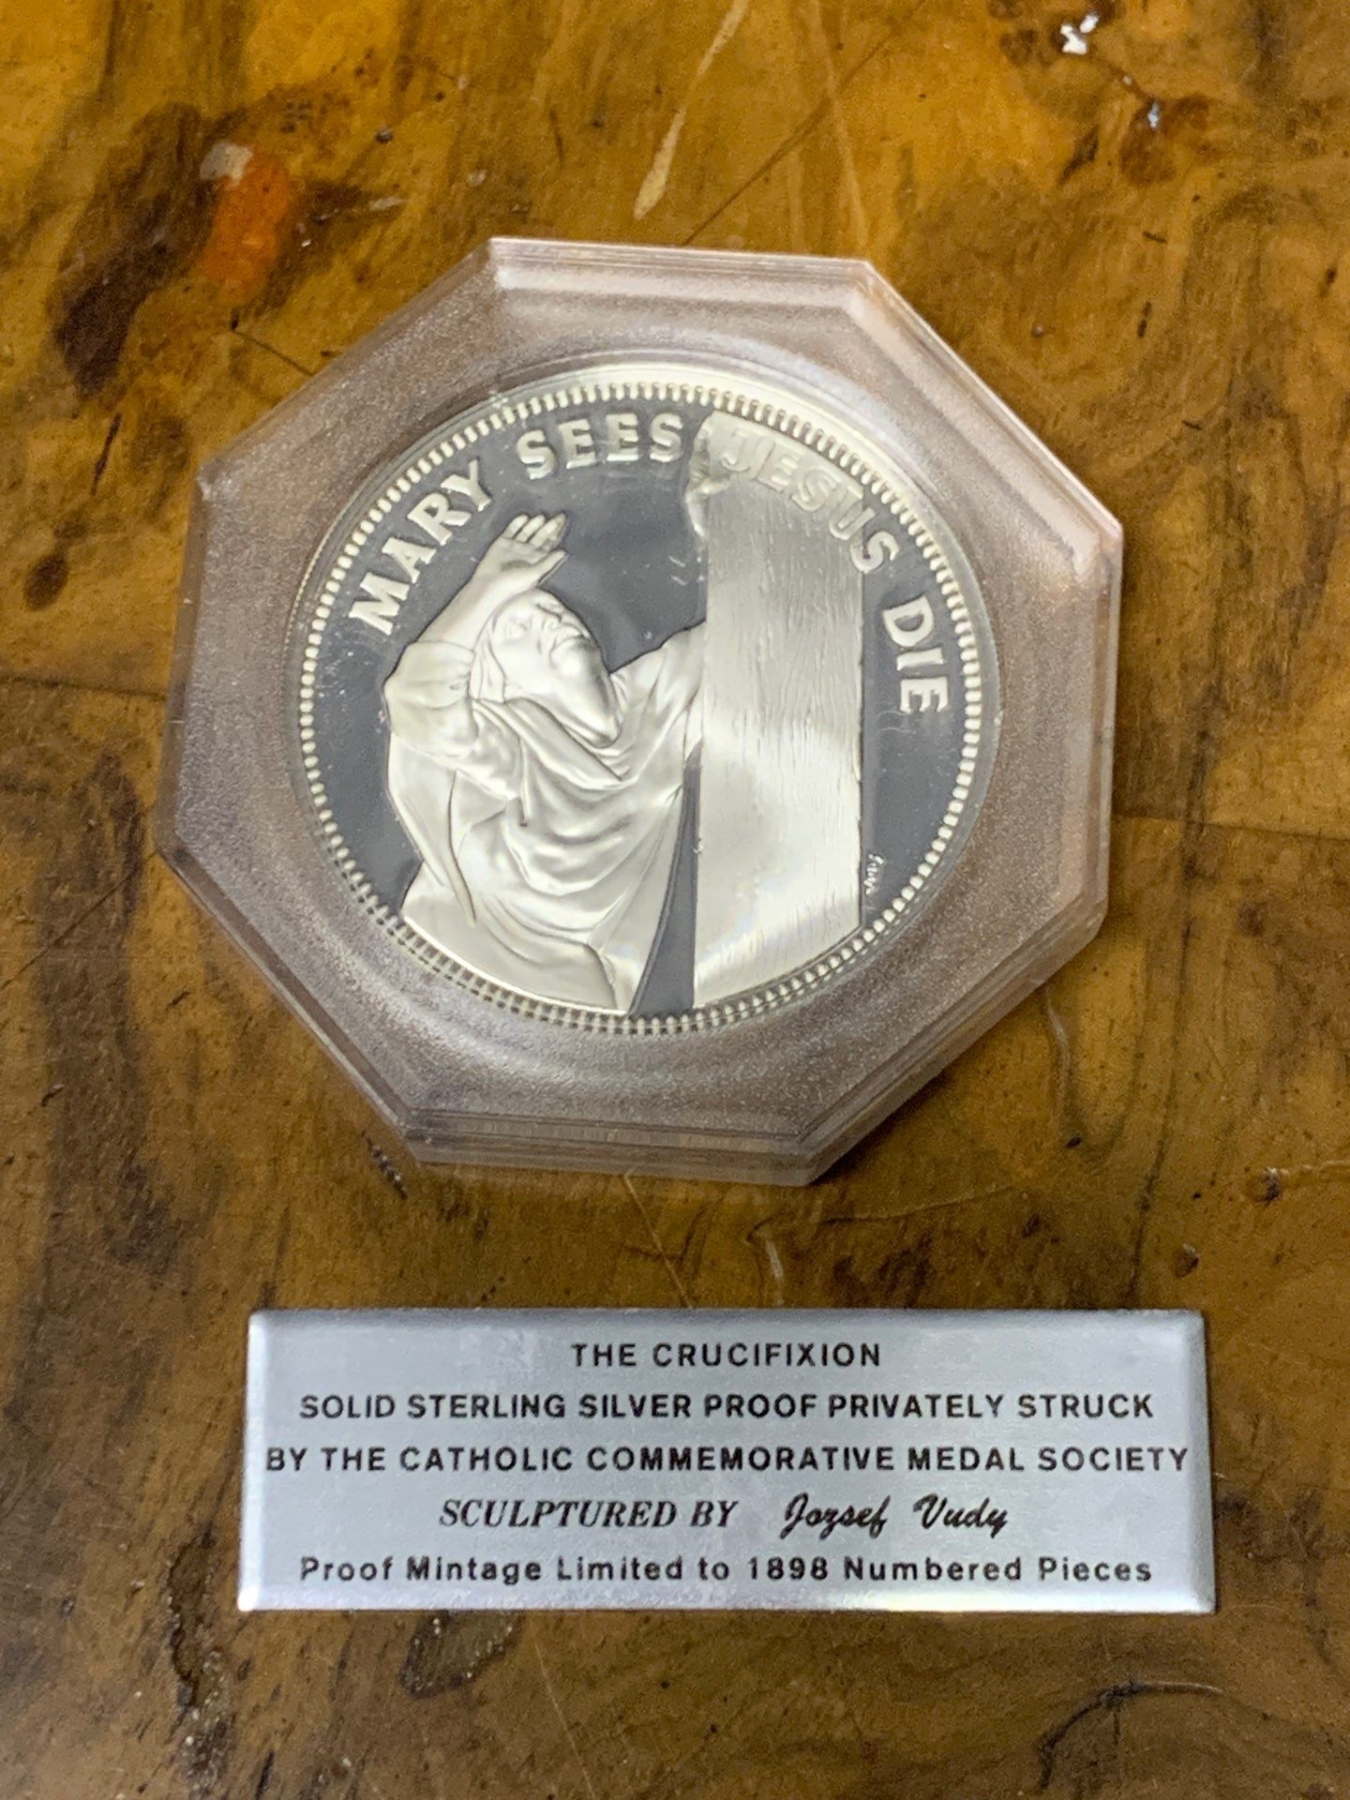 MARY SEES JESUS DIE
THE CRUCIFIXION
SOLID STERLING SILVER PROOF PRIVATELY STRUCK
BY THE CATHOLIC COMMEMORATIVE MEDAL SOCIETY
SCULPTURED BY Jozsef Vudy
Proof Mintage Limited to 1898 Numbered Pieces